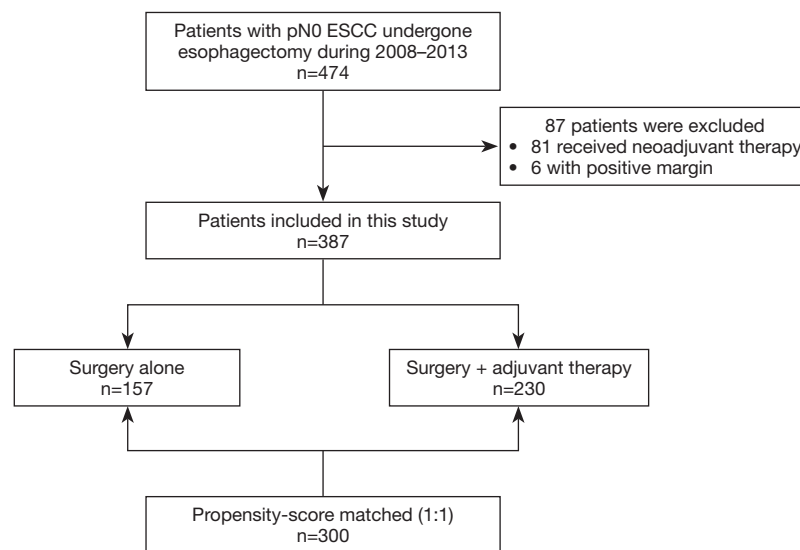 Patients with pN0 ESCC undergone
esophagectomy during 2008–2013
n=474
87 patients were excluded
• 81 received neoadjuvant therapy
• 6 with positive margin
Patients included in this study
n=387
Surgery alone
n=157
Surgery + adjuvant therapy
n=230
Propensity-score matched (1:1)
n=300